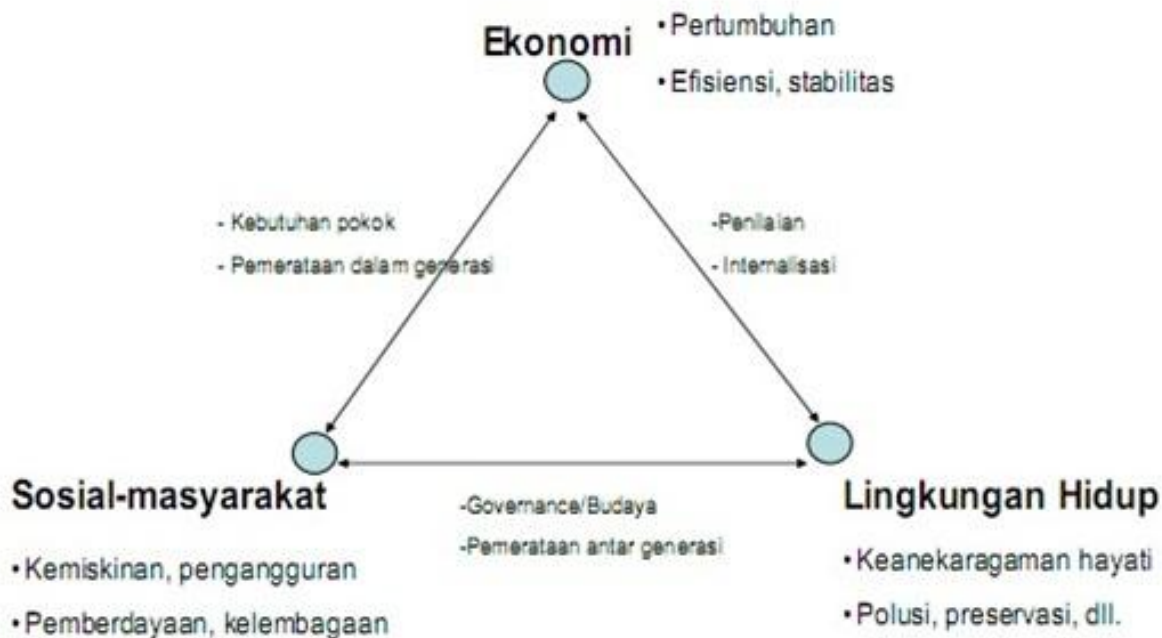 Ekonomi
•Pertumbuhan
•Efisiensi, stabilitas
- Kebutuhan pokok
- Pemerataan dalam generasi
-Penilaian
- Internalisasi
Sosial-masyarakat
•Kemiskinan, pengangguran
•Pemberdayaan, kelembagaan
-Governance/Budaya
-Pemerataan antar generasi
Lingkungan Hidup
•Keanekaragaman hayati
•Polusi, preservasi, dll.